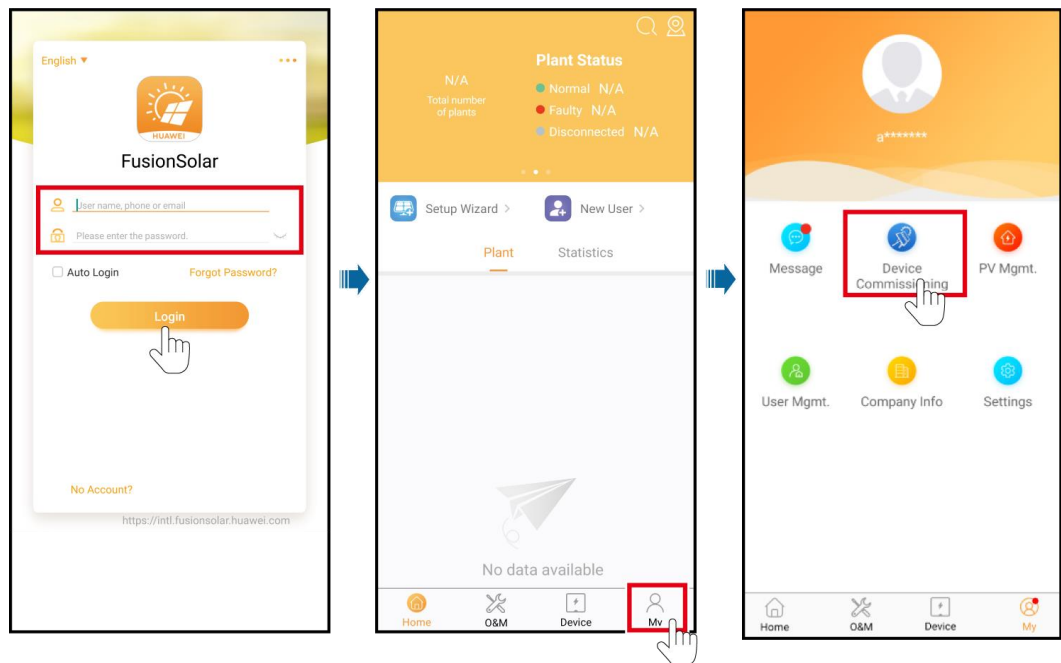 English ▼
HUAWEI
FusionSolar
User name, phone or email
Please enter the password.
Auto Login
Forgot Password?
Login
No Account?
https://intl.fusionsolar.huawei.com
N/A
Total number
of plants
Plant Status
Normal N/A
Faulty N/A
Disconnected N/A
Setup Wizard >
New User >
Plant
Statistics
No data available
Home
O&M
Device
My
a*******
Message
Device
Commissioning
PV Mgmt.
User Mgmt.
Company Info
Settings
Home
O&M
Device
My